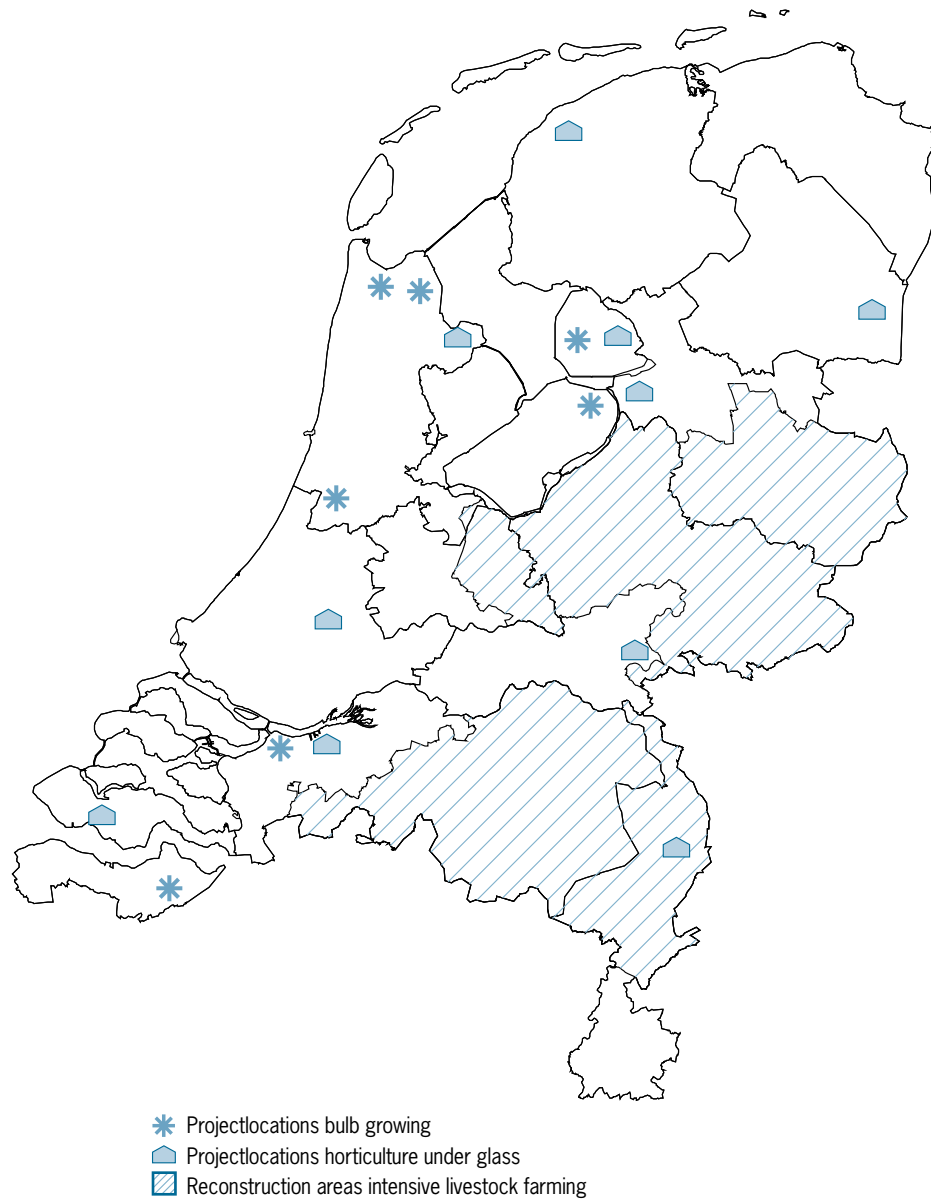 Projectlocations bulb growing
Projectlocations horticulture under glass
Reconstruction areas intensive livestock farming